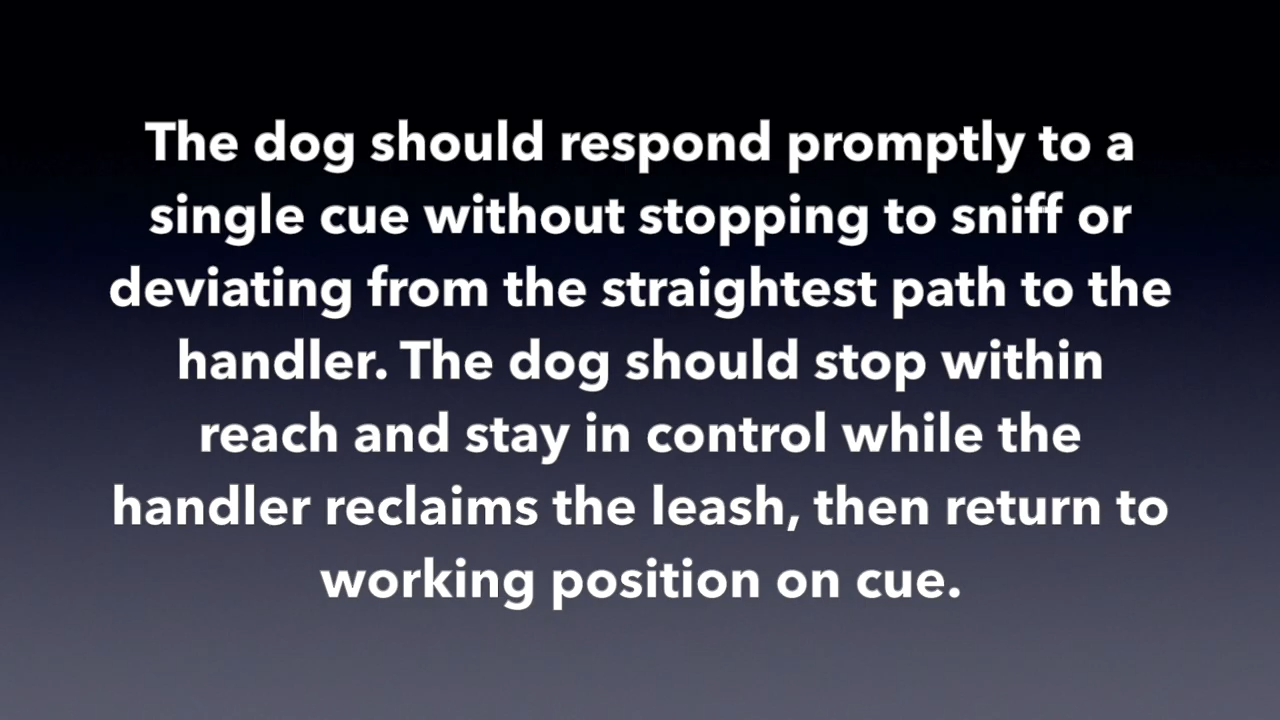 The dog should respond promptly to a
single cue without stopping to sniff or
deviating from the straightest path to the
handler. The dog should stop within
reach and stay in control while the
handler reclaims the leash, then return to
working position on cue.